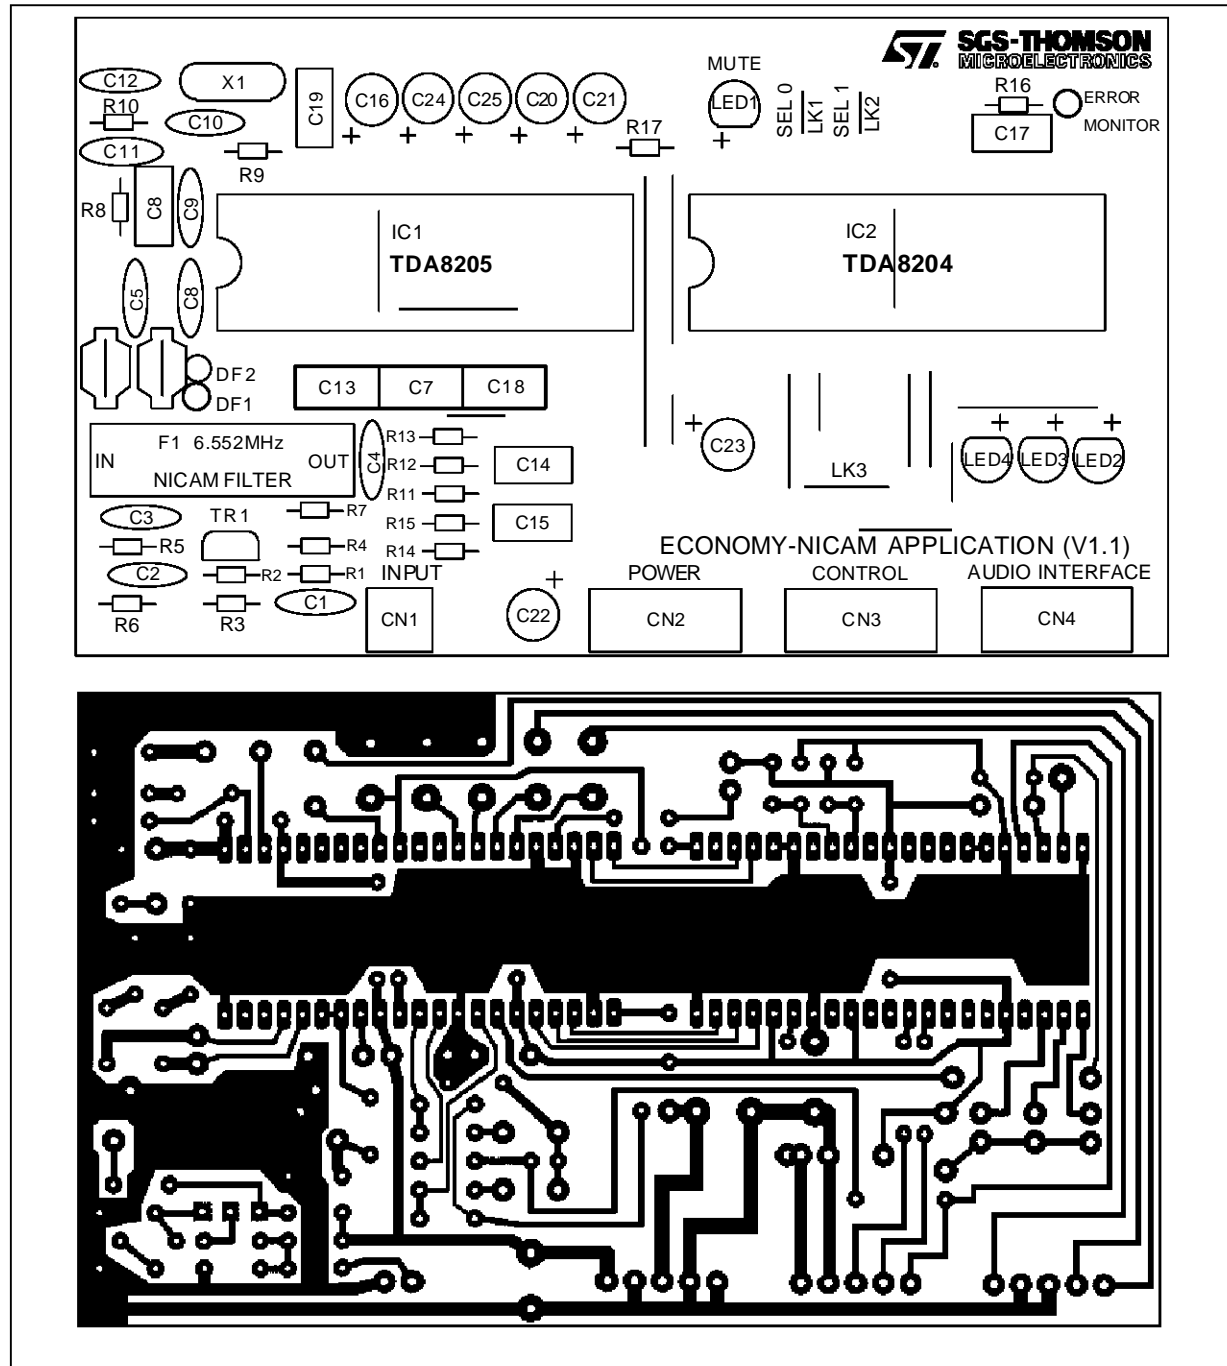 SGS-THOMSON
MICROELECTRONICS
C12
X1
C19
C16
C24
C25
C20
C21
MUTE
LED1
SEL 0
LK1
SEL 1
LK2
R16
ERROR
MONITOR
C17
R10
C10
C11
R9
R17
R8
C8
C9
IC1
TDA8205
IC2
TDA8204
C5
C8
DF2
DF1
C13
C7
C18
F1 6.552MHz
IN
OUT
NICAM FILTER
C4
R13
R12
R11
R15
R14
C14
C15
C23
LK3
LED4
LED3
LED2
C3
TR1
R7
R5
R4
C2
R2
R1
R6
R3
C1
ECONOMY-NICAM APPLICATION (V1.1)
INPUT
POWER
CONTROL
AUDIO INTERFACE
CN1
C22
CN2
CN3
CN4